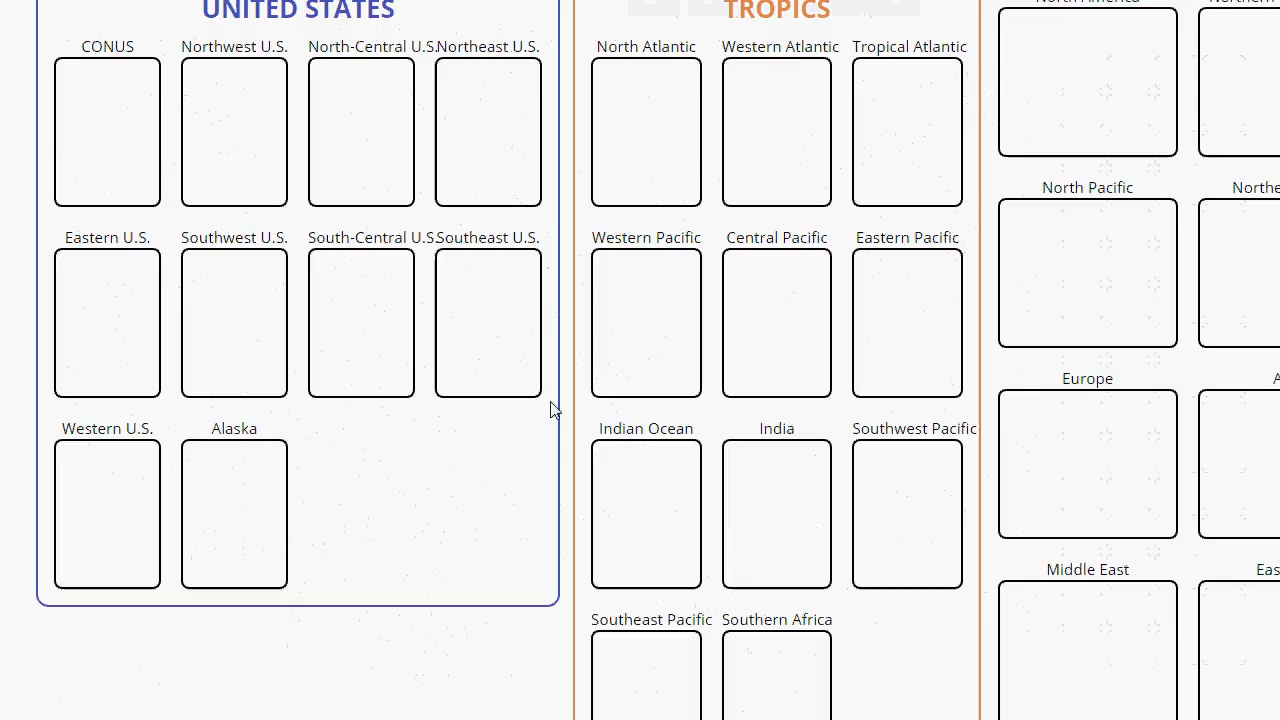 UNITED STATES
CONUS Northwest U.S. North-Central U.S. Northeast U.S.
Eastern U.S. Southwest U.S. South-Central U.S. Southeast U.S.
Western U.S. Alaska
TROPICS
North Atlantic Western Atlantic Tropical Atlantic
Western Pacific Central Pacific Eastern Pacific
Indian Ocean India Southwest Pacific
Southeast Pacific Southern Africa
North America
North Pacific
Europe
Middle East